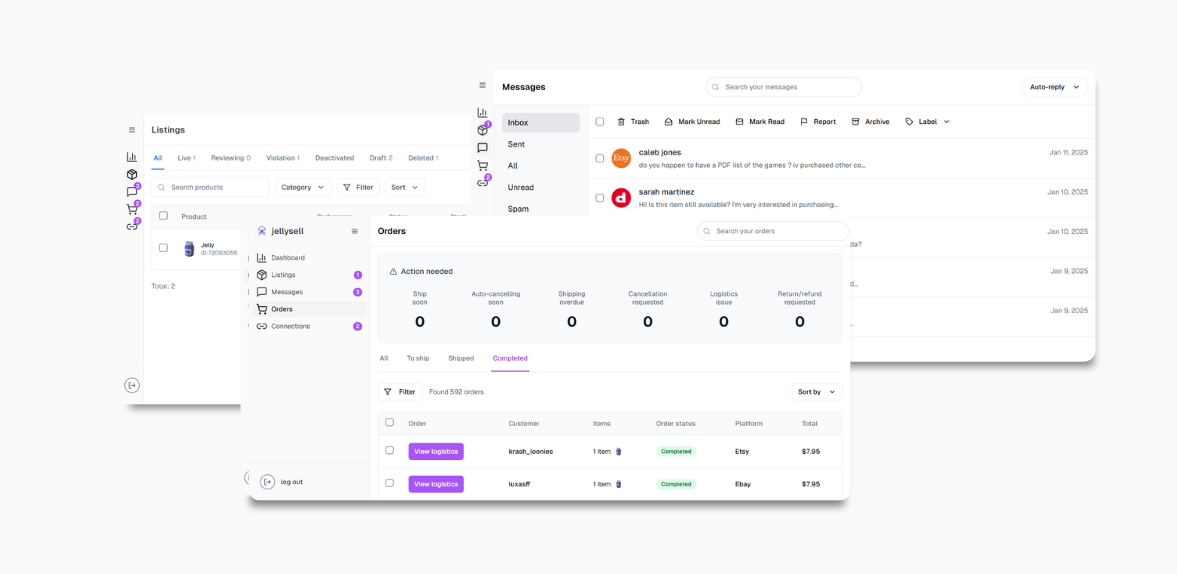 Messages
Search your messages
Auto-reply
Inbox
Sent
All
Unread
Spam
Trash
Mark Unread
Mark Read
Report
Archive
Label
caleb jones
Jan 11, 2025
do you happen to have a PDF list of the games ? iv purchased other co...
Etsy
sarah martinez
Jan 10, 2025
Hi! Is this item still available? I'm very interested in purchasing...
d
Jan 10, 2025
da?
Jan 9, 2025
d...
Jan 9, 2025
1
2
Listings
All
Live 1
Reviewing 0
Violation 1
Deactivated
Draft 2
Deleted 1
Search products
Category
Filter
Sort
Product
Jelly
ID:72093055
Total: 2
3
2
2
jellysell
Dashboard
Listings
1
Messages
3
Orders
Connections
2
log out
Orders
Search your orders
Action needed
Ship soon
0
Auto-cancelling soon
0
Shipping overdue
0
Cancellation requested
0
Logistics issue
0
Return/refund requested
0
All
To ship
Shipped
Completed
Filter
Found 592 orders
Sort by
Order
Customer
Items
Order status
Platform
Total
View logistics
krash_loonies
1 item
Completed
Etsy
$7.95
View logistics
luxasff
1 item
Completed
Ebay
$7.95